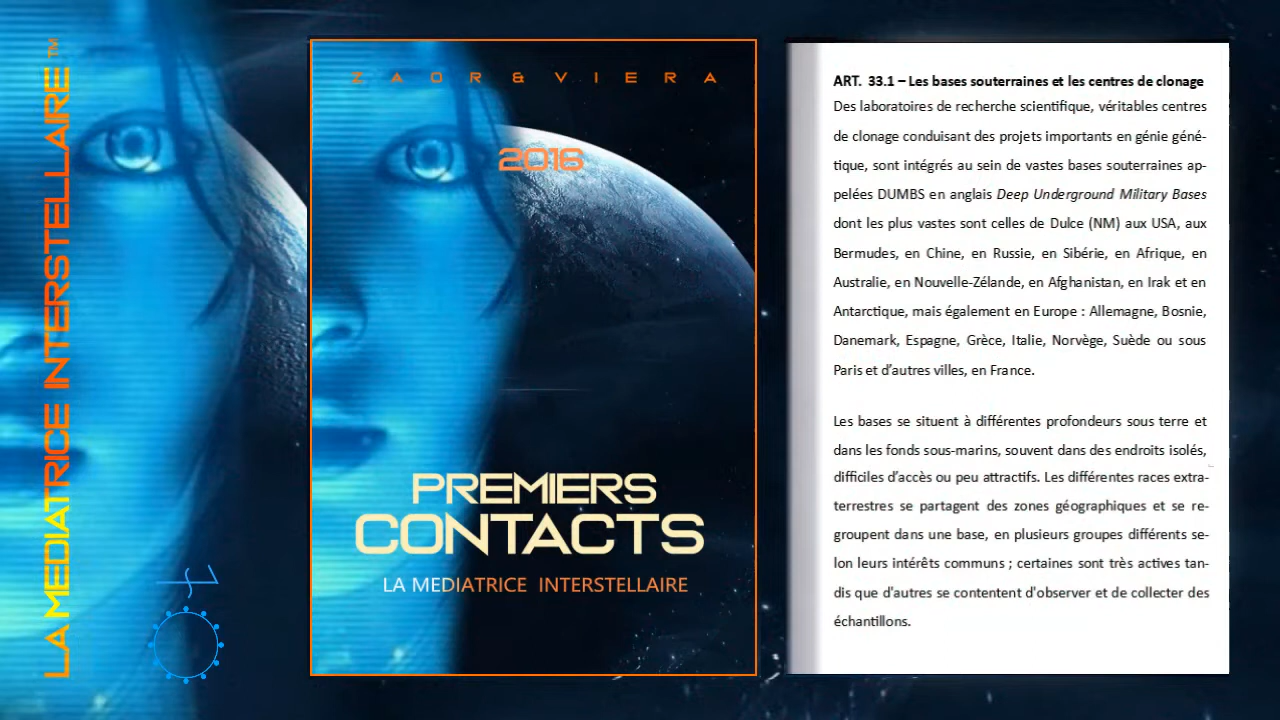 LA MEDIATRICE INTERSTELLAIRE™
ZAOR & VIERA
2016
PREMIERS
CONTACTS
LA MEDIATRICE INTERSTELLAIRE
ART. 33.1 – Les bases souterraines et les centres de clonage
Des laboratoires de recherche scientifique, véritables centres
de clonage conduisant des projets importants en génie géné-
tique, sont intégrés au sein de vastes bases souterraines ap-
pelées DUMBS en anglais Deep Underground Military Bases
dont les plus vastes sont celles de Dulce (NM) aux USA, aux
Bermudes, en Chine, en Russie, en Sibérie, en Afrique, en
Australie, en Nouvelle-Zélande, en Afghanistan, en Irak et en
Antarctique, mais également en Europe : Allemagne, Bosnie,
Danemark, Espagne, Grèce, Italie, Norvège, Suède ou sous
Paris et d'autres villes, en France.
Les bases se situent à différentes profondeurs sous terre et
dans les fonds sous-marins, souvent dans des endroits isolés,
difficiles d'accès ou peu attractifs. Les différentes races extra-
terrestres se partagent des zones géographiques et se re-
groupent dans une base, en plusieurs groupes différents se-
lon leurs intérêts communs ; certaines sont très actives tan-
dis que d'autres se contentent d'observer et de collecter des
échantillons.